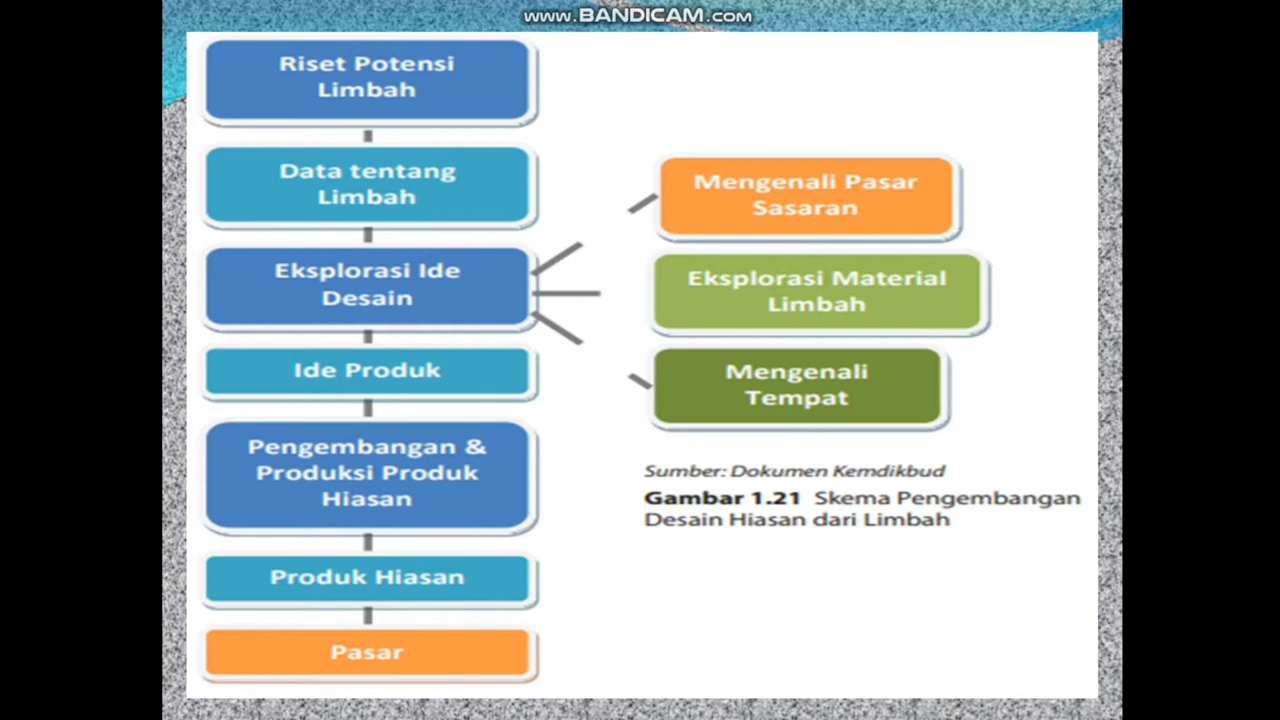 www.BANDICAM.com
Riset Potensi
Limbah
Data tentang
Limbah
Eksplorasi Ide
Desain
Ide Produk
Pengembangan &
Produksi Produk
Hiasan
Produk Hiasan
Pasar
Mengenali Pasar
Sasaran
Eksplorasi Material
Limbah
Mengenali
Tempat
Sumber: Dokumen Kemdikbud
Gambar 1.21 Skema Pengembangan
Desain Hiasan dari Limbah